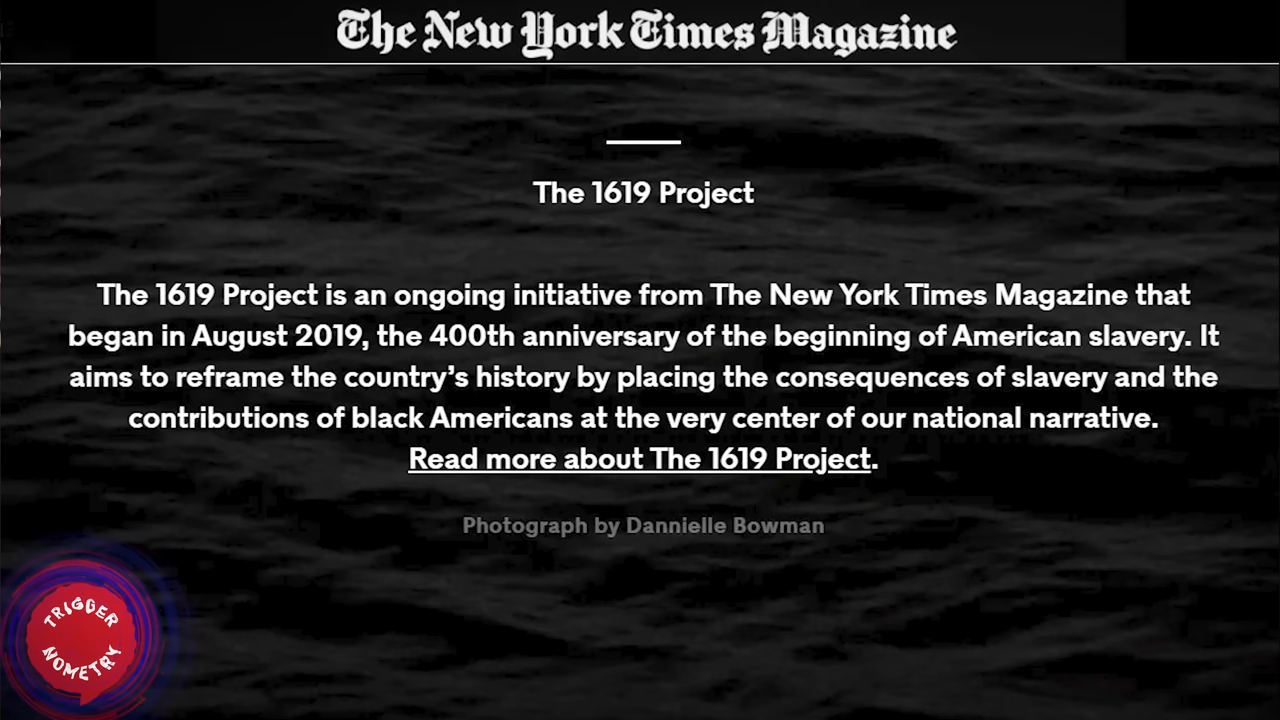 The New York Times Magazine
The 1619 Project
The 1619 Project is an ongoing initiative from The New York Times Magazine that
began in August 2019, the 400th anniversary of the beginning of American slavery. It
aims to reframe the country’s history by placing the consequences of slavery and the
contributions of black Americans at the very center of our national narrative.
Read more about The 1619 Project.
Photograph by Dannielle Bowman
TRIGGER
NOMETRY